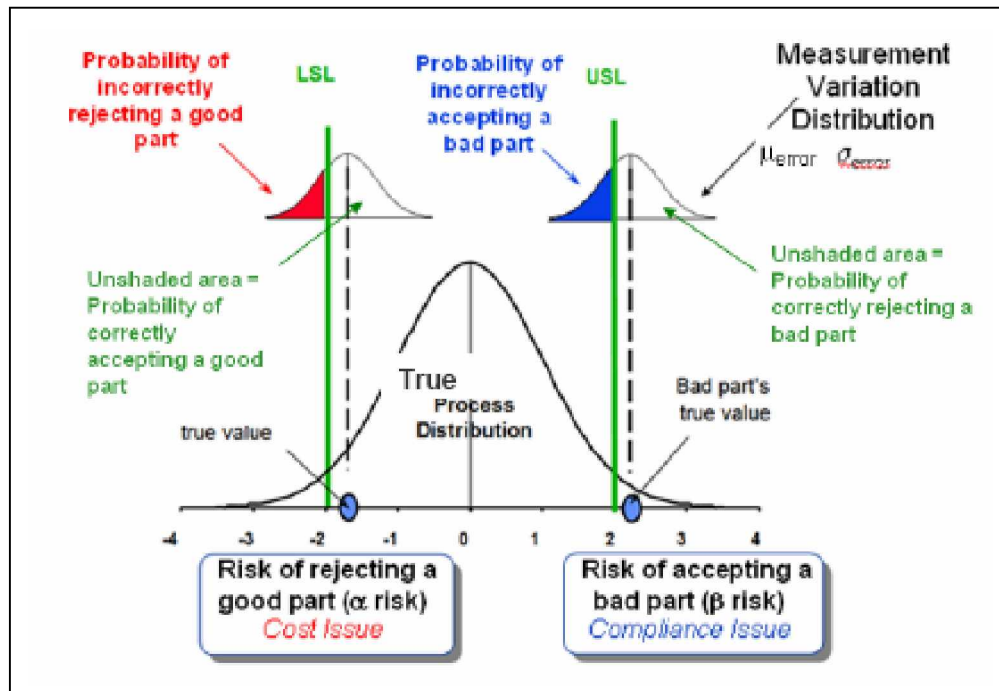 Probability of
incorrectly
rejecting a good
part
LSL
Probability of
incorrectly
accepting a
bad part
USL
Measurement
Variation
Distribution
μerror σerror
Unshaded area =
Probability of
correctly
accepting a good
part
Unshaded area =
Probability of
correctly rejecting a
bad part
True
Process
Distribution
true value
Bad part's
true value
-4 -3 -2 -1 0 1 2 3 4
Risk of rejecting a
good part (α risk)
Cost Issue
Risk of accepting a
bad part (β risk)
Compliance Issue